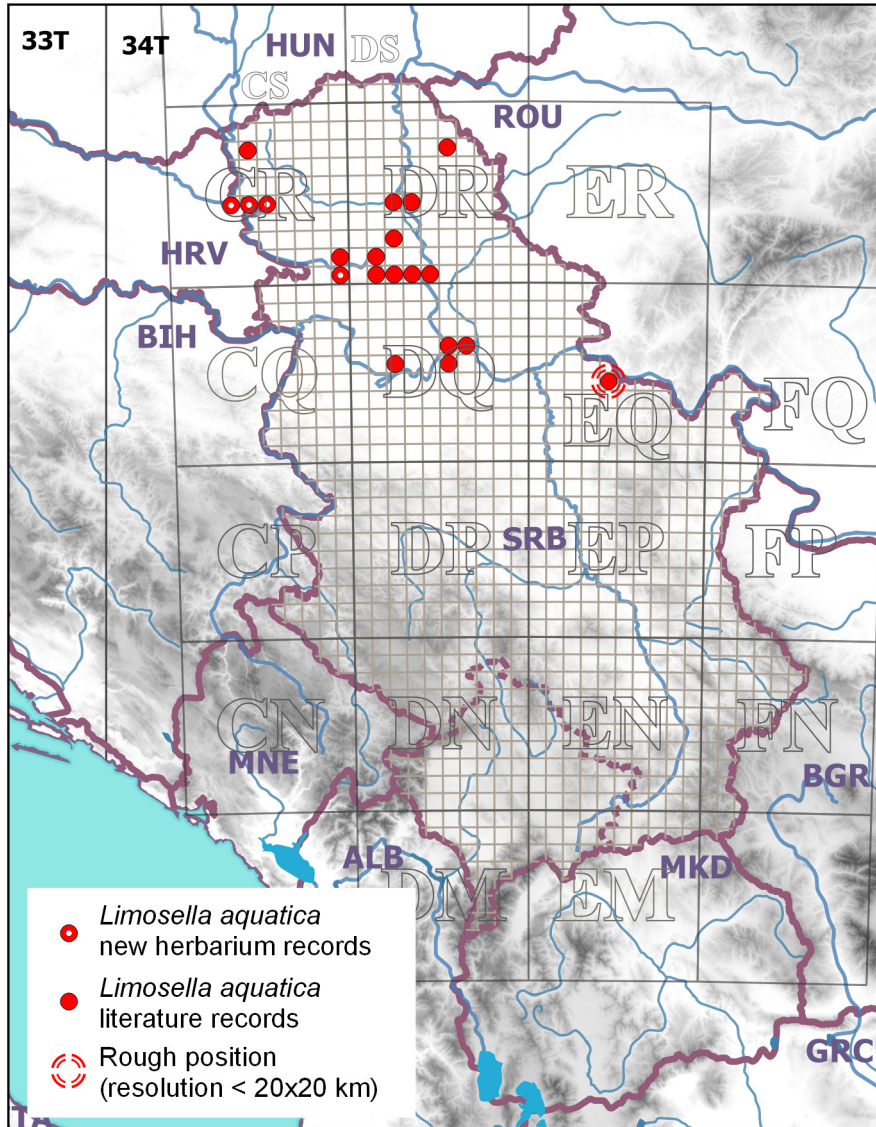 33T
34T
HUN
DS
CS
ROU
CR
DR
ER
HRV
BIH
CQ
DQ
EQ
FQ
CP
DP
SRB
EP
FP
CN
DN
EN
FN
MNE
BGR
ALB
MKD
DM
EM
Limosella aquatica
new herbarium records
Limosella aquatica
literature records
Rough position
(resolution < 20x20 km)
GRC